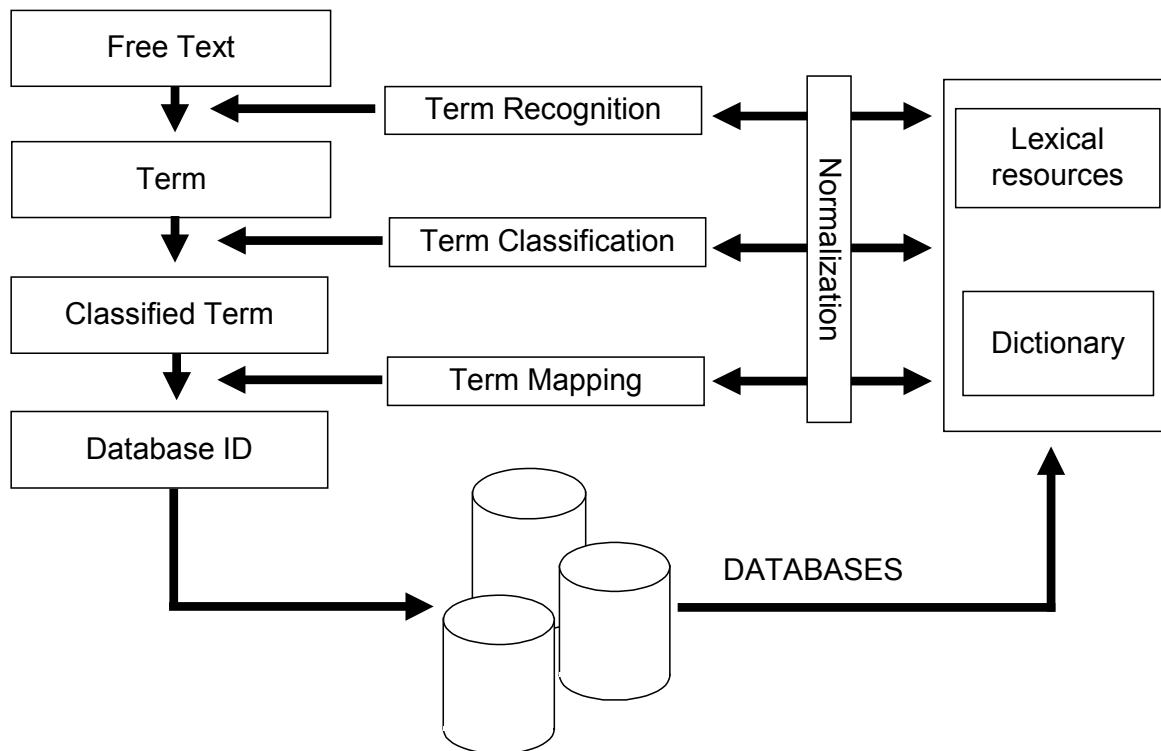 Free Text
Term Recognition
Lexical
resources
Term
Normalization
Term Classification
Classified Term
Dictionary
Term Mapping
Database ID
DATABASES